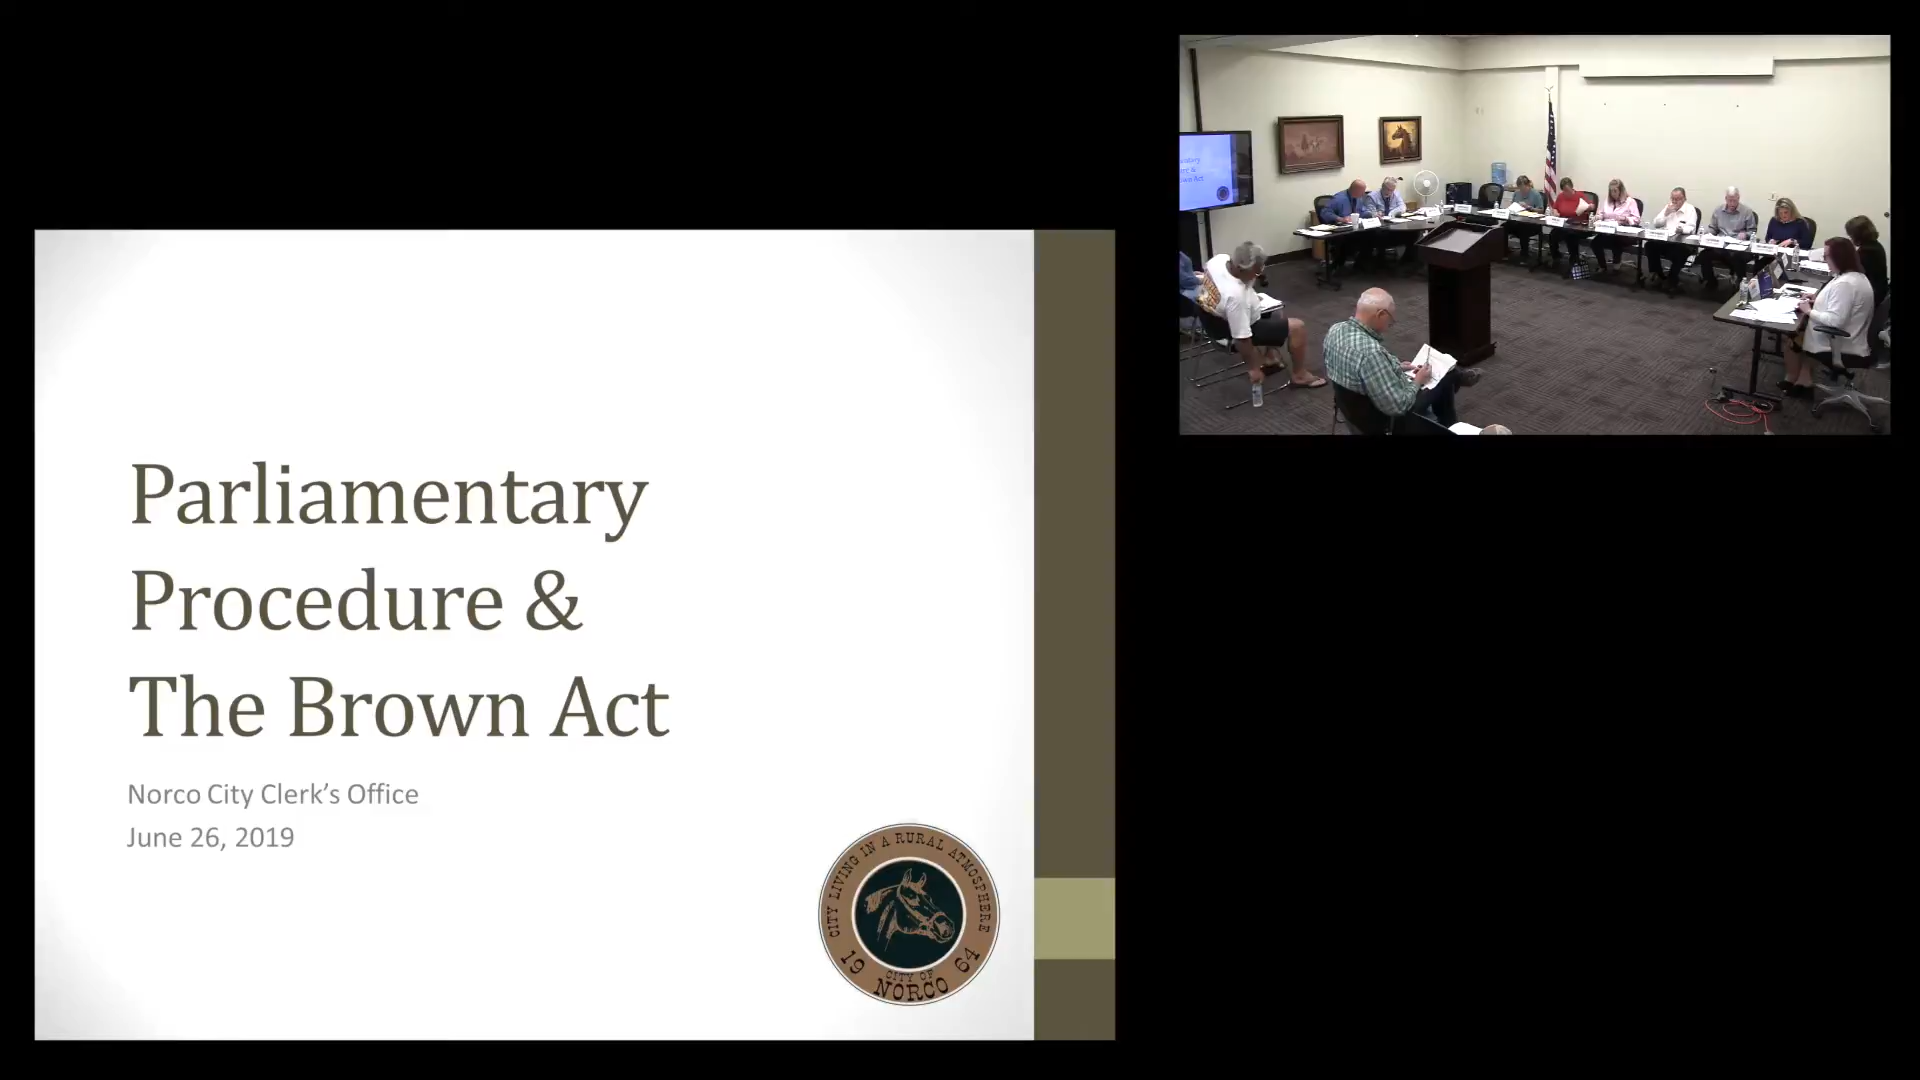 Parliamentary
Procedure &
The Brown Act
Norco City Clerk's Office
June 26, 2019
CITY LIVING IN A RURAL ATMOSPHERE
19 64
CITY OF
NORCO